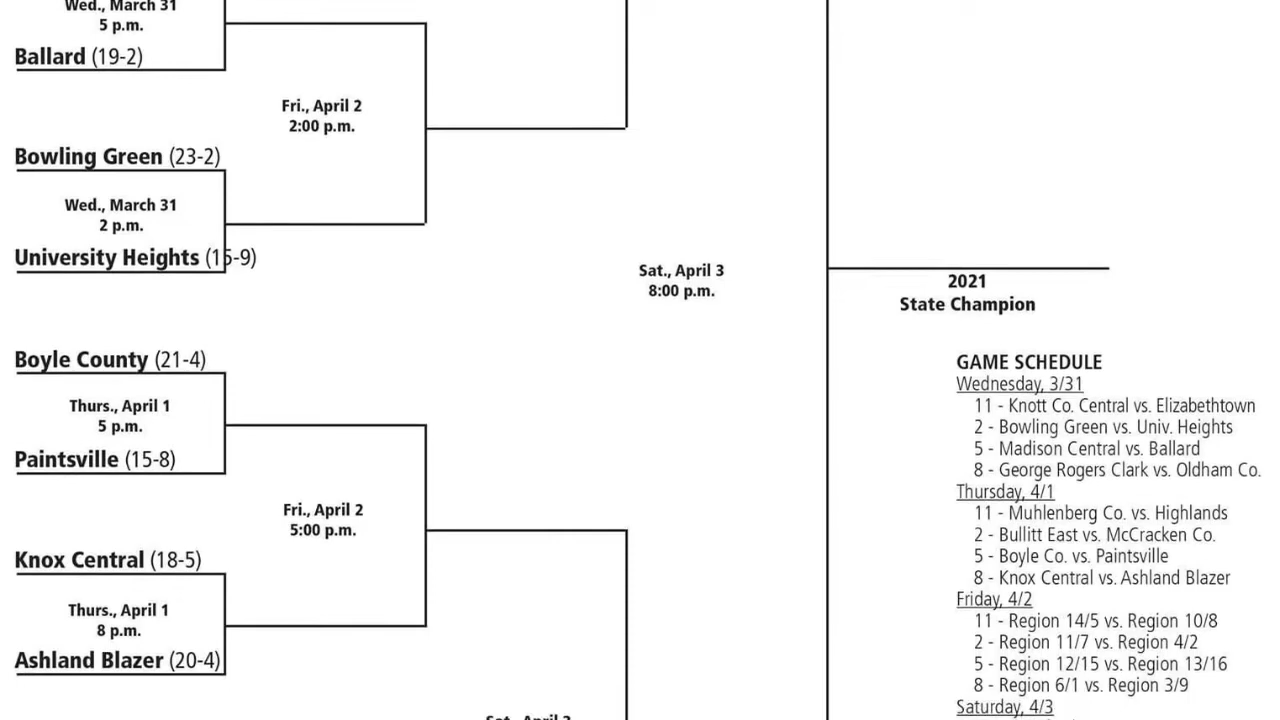 Wed., March 31
5 p.m.
Ballard (19-2)
Fri., April 2
2:00 p.m.
Bowling Green (23-2)
Wed., March 31
2 p.m.
University Heights (15-9)
Sat., April 3
8:00 p.m.
2021
State Champion
Boyle County (21-4)
Thurs., April 1
5 p.m.
Paintsville (15-8)
Fri., April 2
5:00 p.m.
Knox Central (18-5)
Thurs., April 1
8 p.m.
Ashland Blazer (20-4)
GAME SCHEDULE
Wednesday, 3/31
11 - Knott Co. Central vs. Elizabethtown
2 - Bowling Green vs. Univ. Heights
5 - Madison Central vs. Ballard
8 - George Rogers Clark vs. Oldham Co.
Thursday, 4/1
11 - Muhlenberg Co. vs. Highlands
2 - Bullitt East vs. McCracken Co.
5 - Boyle Co. vs. Paintsville
8 - Knox Central vs. Ashland Blazer
Friday, 4/2
11 - Region 14/5 vs. Region 10/8
2 - Region 11/7 vs. Region 4/2
5 - Region 12/15 vs. Region 13/16
8 - Region 6/1 vs. Region 3/9
Saturday, 4/3